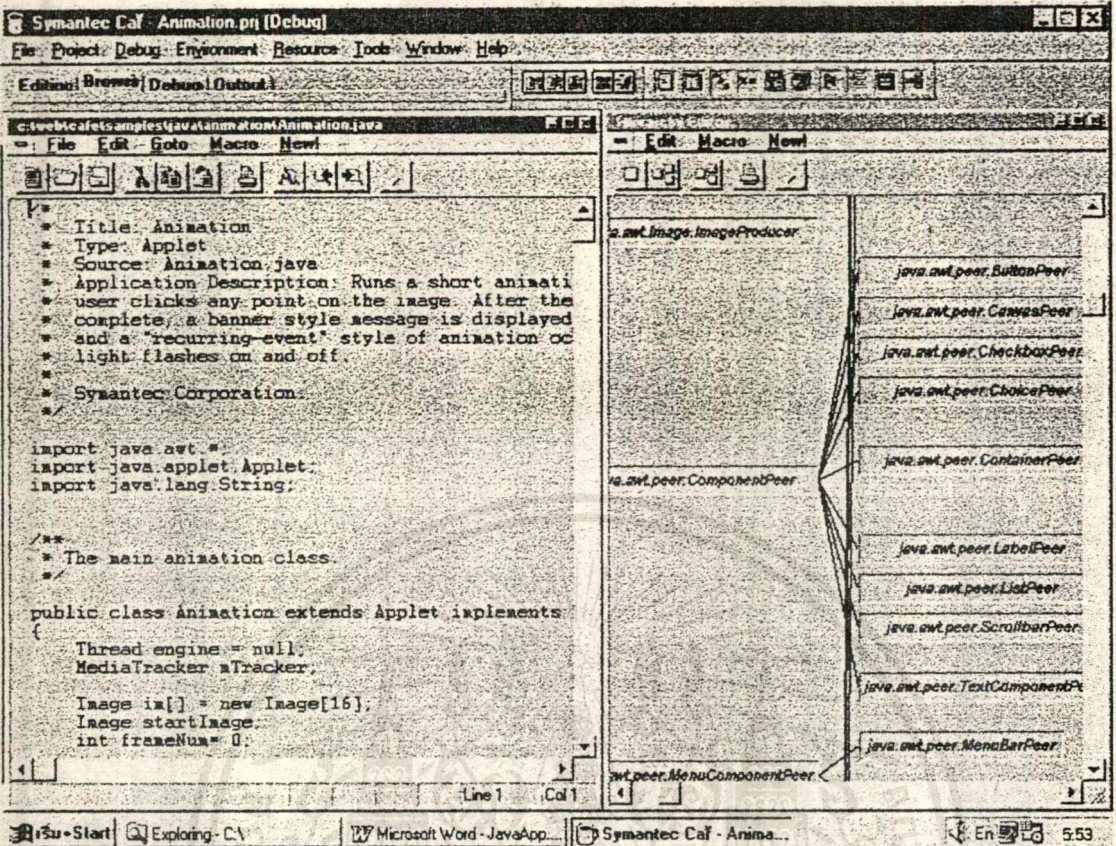 Symantec Caf - Animation.prj [Debug]
File Project Debug Environment Resource Tools Window Help
Editing Browse Debug Output
c:\web\cafe\samples\java\animation\Animation.java
File Edit Goto Macro New!
/*
* Title: Animation
* Type: Applet
* Source: Animation.java
* Application Description: Runs a short animati
* user clicks any point on the image. After the
* complete, a banner style message is displayed
* and a "recurring-event" style of animation oc
* light flashes on and off.
*
* Symantec Corporation.
*/
import java.awt.*;
import java.applet.Applet;
import java.lang.String;
/**
* The main animation class.
*/
public class Animation extends Applet implements
{
Thread engine = null;
MediaTracker mTracker;
Image im[] = new Image[16];
Image startImage;
int frameNum= 0;
Line 1 Col 1
Edit Macro New!
a.awt.Image.ImageProducer
java.awt.peer.ButtonPeer
java.awt.peer.CanvasPeer
java.awt.peer.CheckboxPeer
java.awt.peer.ChoicePeer
java.awt.peer.ContainerPeer
va.awt.peer.ComponentPeer
java.awt.peer.LabelPeer
java.awt.peer.ListPeer
java.awt.peer.ScrollbarPeer
java.awt.peer.TextComponentPe
java.awt.peer.MenuBarPeer
awt.peer.MenuComponentPeer
เริ่ม-Start Exploring - C:\ Microsoft Word - JavaApp.... Symantec Caf - Anima... En 5:53